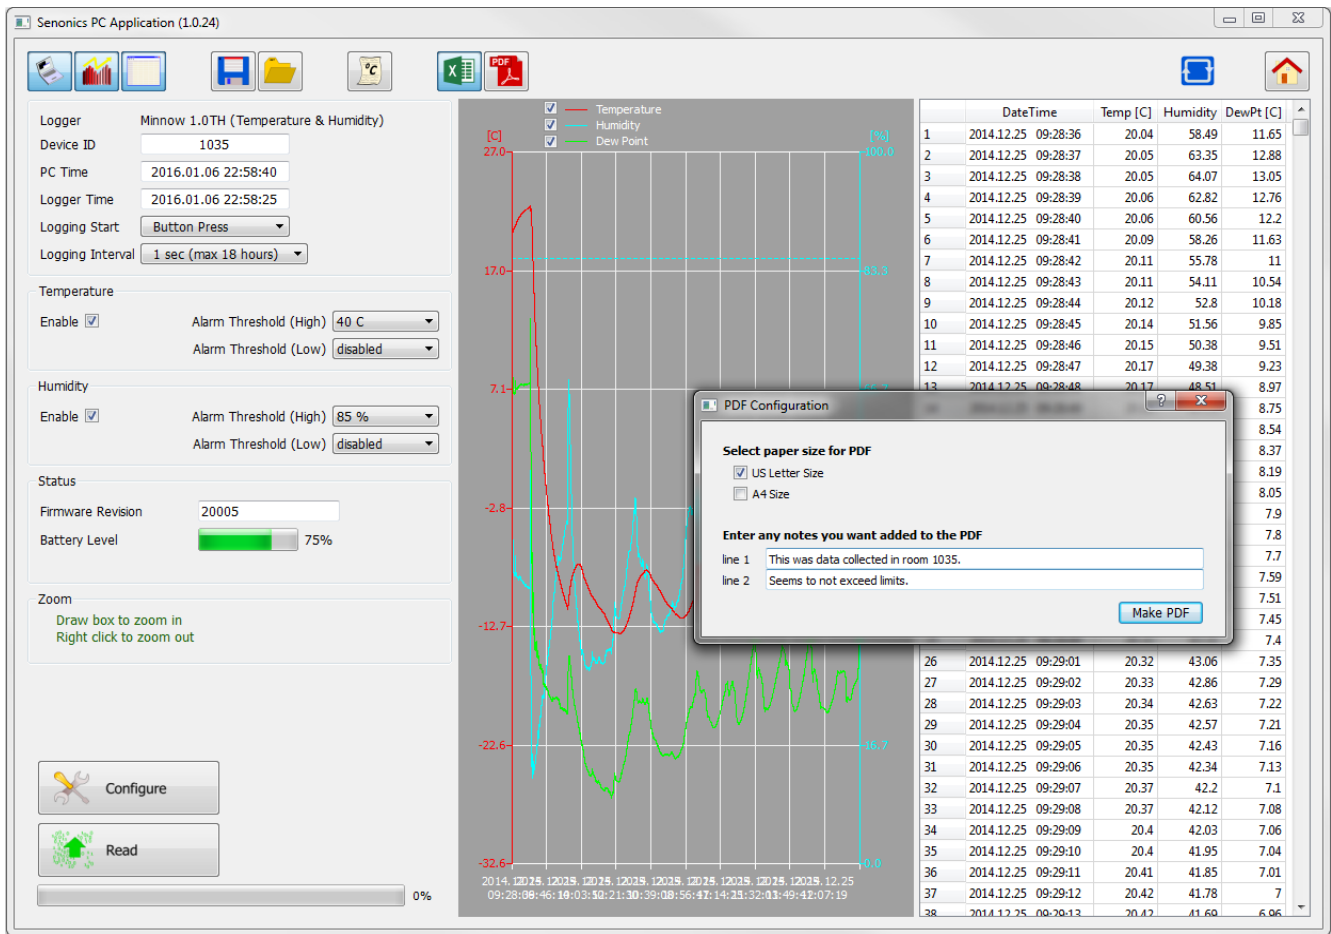 Senonics PC Application (1.0.24)
°C
PDF
Logger Minnow 1.0TH (Temperature & Humidity)
Device ID 1035
PC Time 2016.01.06 22:58:40
Logger Time 2016.01.06 22:58:25
Logging Start Button Press
Logging Interval 1 sec (max 18 hours)
Temperature
Enable Alarm Threshold (High) 40 C
Alarm Threshold (Low) disabled
Humidity
Enable Alarm Threshold (High) 85 %
Alarm Threshold (Low) disabled
Status
Firmware Revision 20005
Battery Level 75%
Zoom
Draw box to zoom in
Right click to zoom out
Configure
Read
0%
Temperature
Humidity
Dew Point
[C] [%]
27.0 100.0
17.0 83.3
7.1
-2.8
-12.7
-22.6 16.7
-32.6 0.0
DateTime Temp [C] Humidity DewPt [C]
1 2014.12.25 09:28:36 20.04 58.49 11.65
2 2014.12.25 09:28:37 20.05 63.35 12.88
3 2014.12.25 09:28:38 20.05 64.07 13.05
4 2014.12.25 09:28:39 20.06 62.82 12.76
5 2014.12.25 09:28:40 20.06 60.56 12.2
6 2014.12.25 09:28:41 20.09 58.26 11.63
7 2014.12.25 09:28:42 20.11 55.78 11
8 2014.12.25 09:28:43 20.11 54.11 10.54
9 2014.12.25 09:28:44 20.12 52.8 10.18
10 2014.12.25 09:28:45 20.14 51.56 9.85
11 2014.12.25 09:28:46 20.15 50.38 9.51
12 2014.12.25 09:28:47 20.17 49.38 9.23
13 2014.12.25 09:28:48 20.17 48.51 8.97
8.75
8.54
8.37
8.19
8.05
7.9
7.8
7.7
7.59
7.51
7.45
7.4
26 2014.12.25 09:29:01 20.32 43.06 7.35
27 2014.12.25 09:29:02 20.33 42.86 7.29
28 2014.12.25 09:29:03 20.34 42.63 7.22
29 2014.12.25 09:29:04 20.35 42.57 7.21
30 2014.12.25 09:29:05 20.35 42.43 7.16
31 2014.12.25 09:29:06 20.35 42.34 7.13
32 2014.12.25 09:29:07 20.37 42.2 7.1
33 2014.12.25 09:29:08 20.37 42.12 7.08
34 2014.12.25 09:29:09 20.4 42.03 7.06
35 2014.12.25 09:29:10 20.4 41.95 7.04
36 2014.12.25 09:29:11 20.41 41.85 7.01
37 2014.12.25 09:29:12 20.42 41.78 7
38 2014.12.25 09:29:13 20.42 41.69 6.96
PDF Configuration
Select paper size for PDF
US Letter Size
A4 Size
Enter any notes you want added to the PDF
line 1 This was data collected in room 1035.
line 2 Seems to not exceed limits.
Make PDF